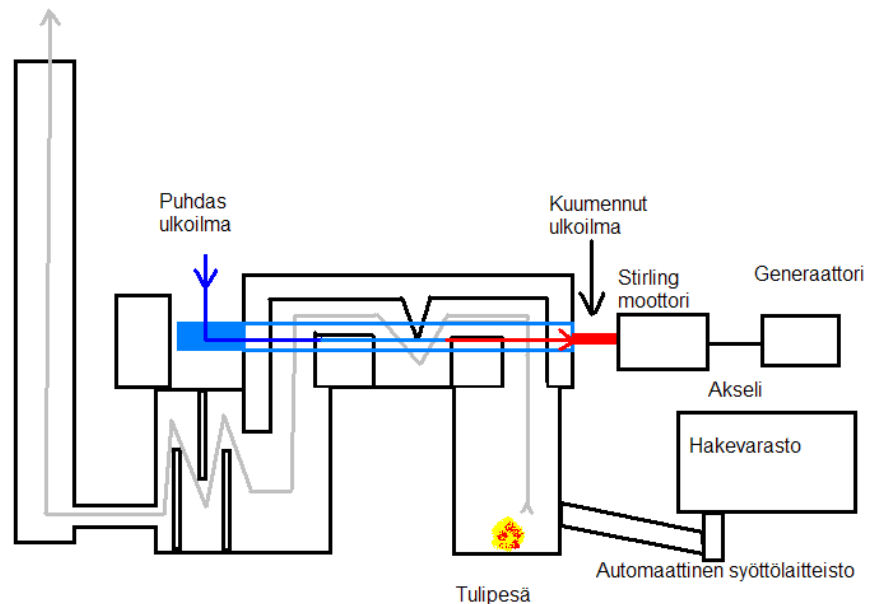 Puhdas
ulkoilma
Kuumennut
ulkoilma
Stirling
moottori
Generaattori
Akseli
Hakevarasto
Automaattinen syöttölaitteisto
Tulipesä